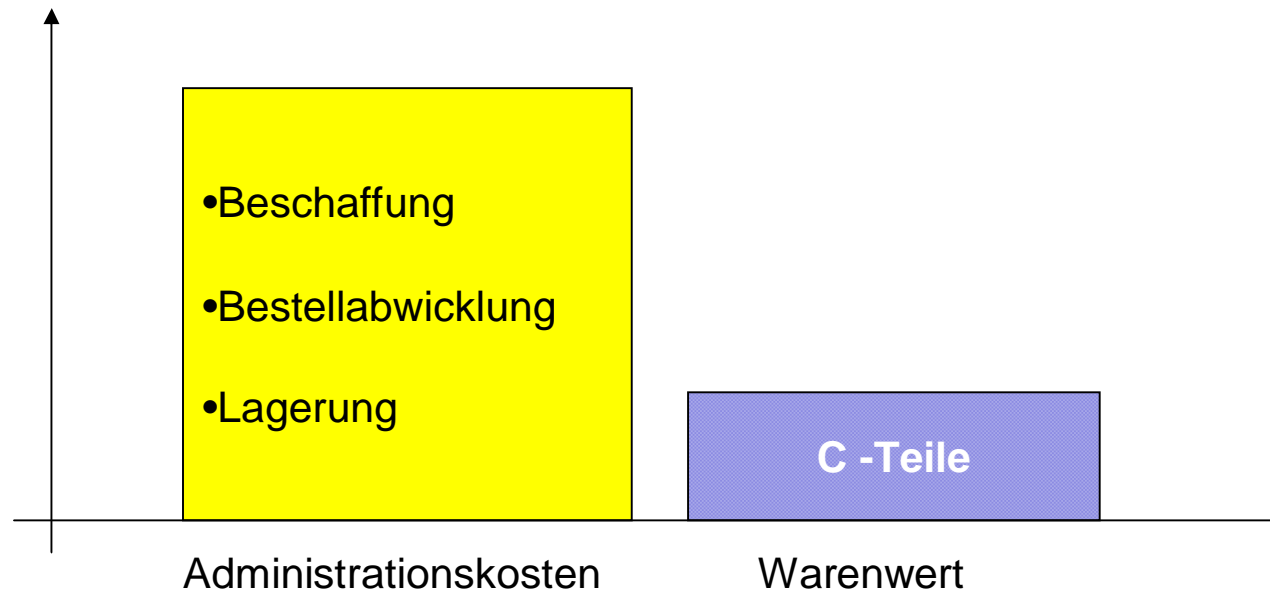 •Beschaffung
•Bestellabwicklung
•Lagerung
C -Teile
Administrationskosten
Warenwert